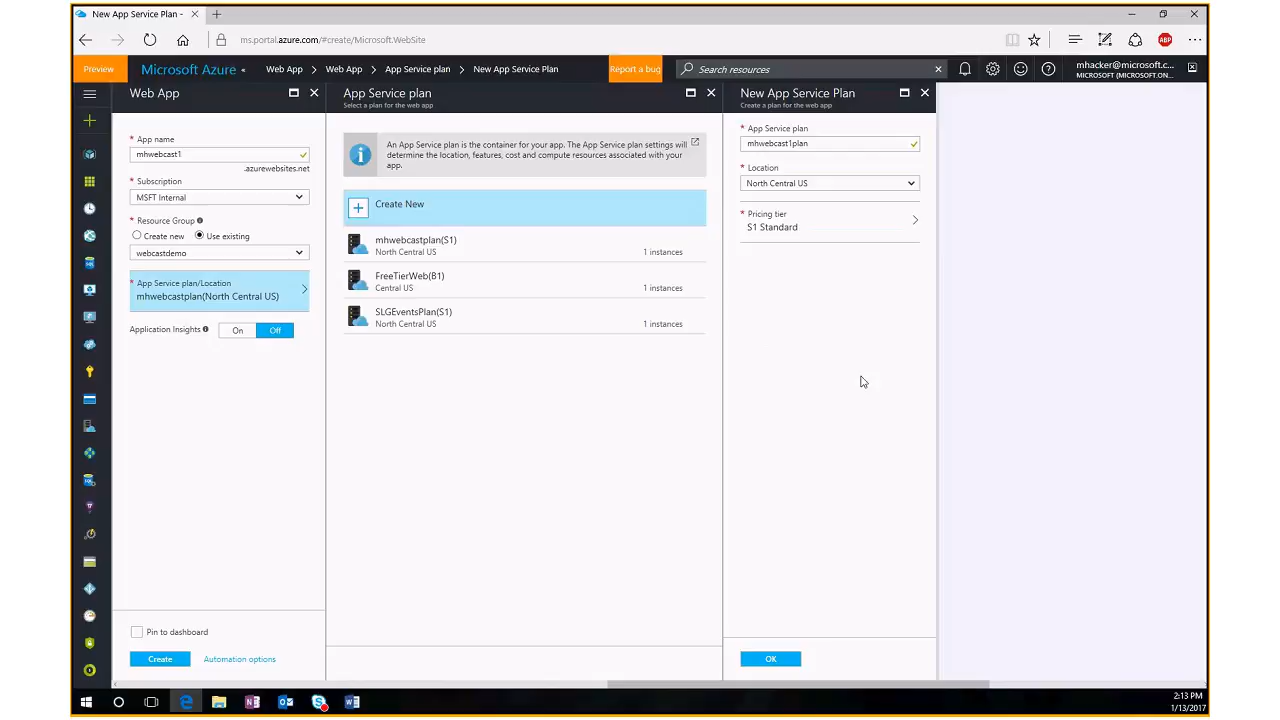 New App Service Plan -
ms.portal.azure.com/#create/Microsoft.WebSite
ABP
Preview
Microsoft Azure «
Web App > Web App > App Service plan > New App Service Plan
Report a bug
Search resources
mhacker@microsoft.c...
MICROSOFT (MICROSOFT.ON...
Web App
* App name
mhwebcast1
.azurewebsites.net
* Subscription
MSFT Internal
* Resource Group
Create new Use existing
webcastdemo
* App Service plan/Location
mhwebcastplan(North Central US)
Application Insights
On Off
Pin to dashboard
Create
Automation options
App Service plan
Select a plan for the web app
An App Service plan is the container for your app. The App Service plan settings will
determine the location, features, cost and compute resources associated with your
app.
Create New
mhwebcastplan(S1)
North Central US 1 instances
FreeTierWeb(B1)
Central US 1 instances
SLGEventsPlan(S1)
North Central US 1 instances
New App Service Plan
Create a plan for the web app
* App Service plan
mhwebcast1plan
* Location
North Central US
* Pricing tier
S1 Standard
OK
2:13 PM
1/13/2017